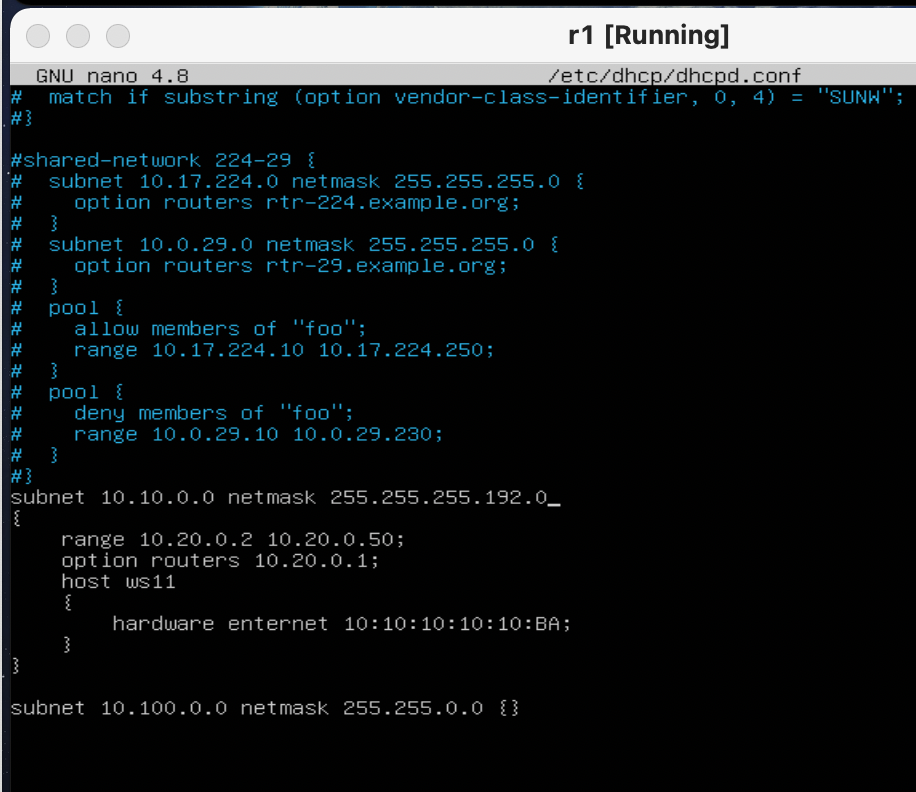 r1 [Running]
GNU nano 4.8 /etc/dhcp/dhcpd.conf
#  match if substring (option vendor-class-identifier, 0, 4) = "SUNW";
#}

#shared-network 224-29 {
#  subnet 10.17.224.0 netmask 255.255.255.0 {
#    option routers rtr-224.example.org;
#  }
#  subnet 10.0.29.0 netmask 255.255.255.0 {
#    option routers rtr-29.example.org;
#  }
#  pool {
#    allow members of "foo";
#    range 10.17.224.10 10.17.224.250;
#  }
#  pool {
#    deny members of "foo";
#    range 10.0.29.10 10.0.29.230;
#  }
#}
subnet 10.10.0.0 netmask 255.255.255.192.0_
{
    range 10.20.0.2 10.20.0.50;
    option routers 10.20.0.1;
    host ws11
    {
        hardware enternet 10:10:10:10:10:BA;
    }
}

subnet 10.100.0.0 netmask 255.255.0.0 {}